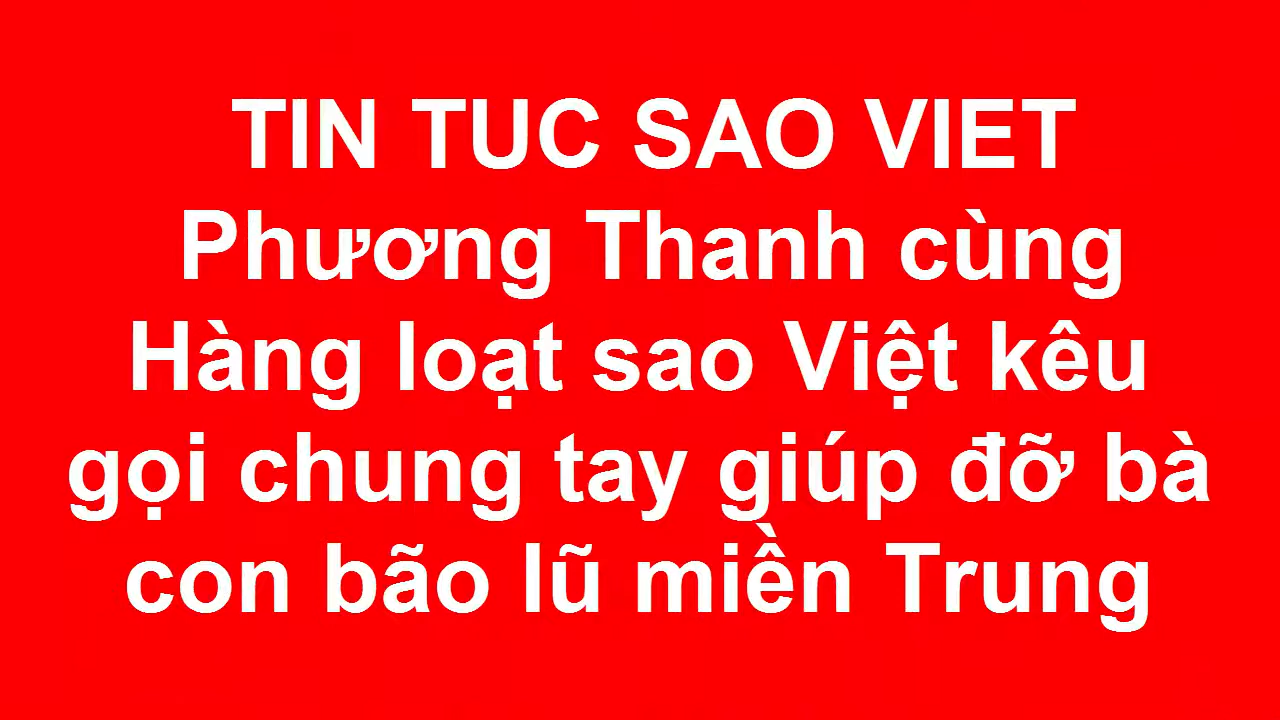 TIN TUC SAO VIET
Phương Thanh cùng
Hàng loạt sao Việt kêu
gọi chung tay giúp đỡ bà
con bão lũ miền Trung